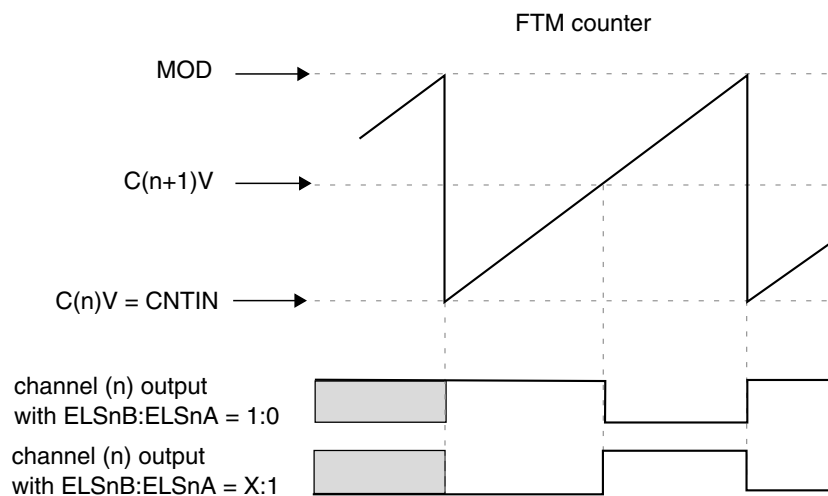 FTM counter
MOD
C(n+1)V
C(n)V = CNTIN
channel (n) output
with ELSnB:ELSnA = 1:0
channel (n) output
with ELSnB:ELSnA = X:1